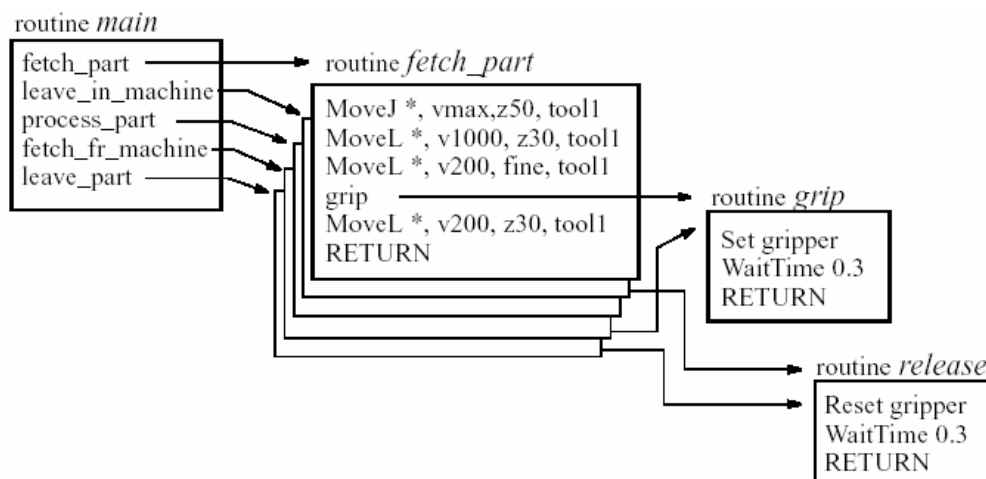 routine main
fetch_part
leave_in_machine
process_part
fetch_fr_machine
leave_part
routine fetch_part
MoveJ *, vmax,z50, tool1
MoveL *, v1000, z30, tool1
MoveL *, v200, fine, tool1
grip
MoveL *, v200, z30, tool1
RETURN
routine grip
Set gripper
WaitTime 0.3
RETURN
routine release
Reset gripper
WaitTime 0.3
RETURN